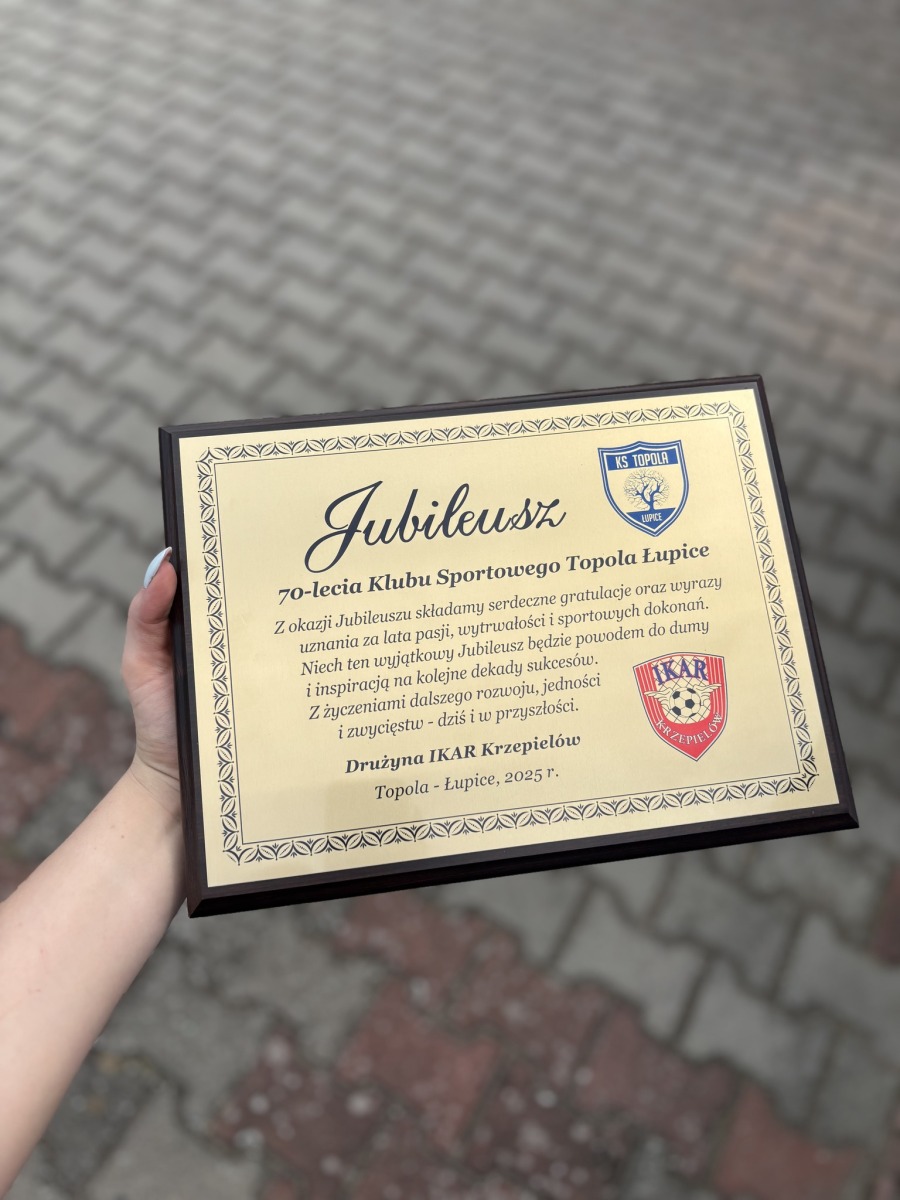 KS TOPOLA
ŁUPICE
Jubileusz
70-lecia Klubu Sportowego Topola Łupice
Z okazji Jubileuszu składamy serdeczne gratulacje oraz wyrazy
uznania za lata pasji, wytrwałości i sportowych dokonań.
Niech ten wyjątkowy Jubileusz będzie powodem do dumy
i inspiracją na kolejne dekady sukcesów.
Z życzeniami dalszego rozwoju, jedności
i zwycięstw - dziś i w przyszłości.
IKAR
KRZEPIELÓW
Drużyna IKAR Krzepielów
Topola - Łupice, 2025 r.